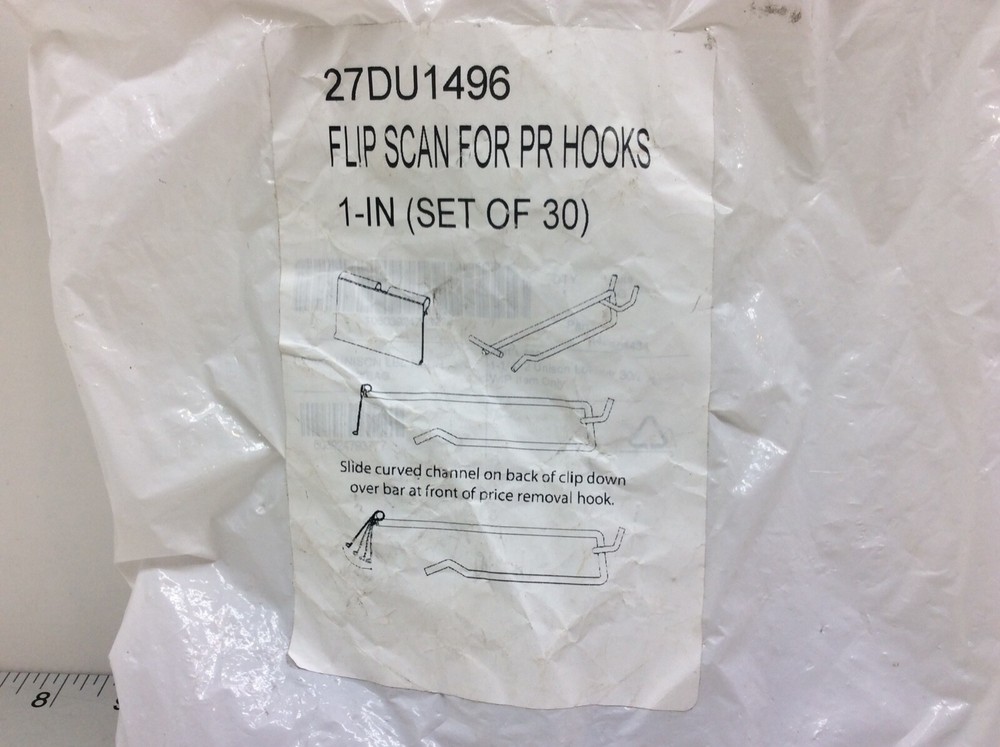 27DU1496
FLIP SCAN FOR PR HOOKS
1-IN (SET OF 30)
Slide curved channel on back of clip down
over bar at front of price removal hook.
8